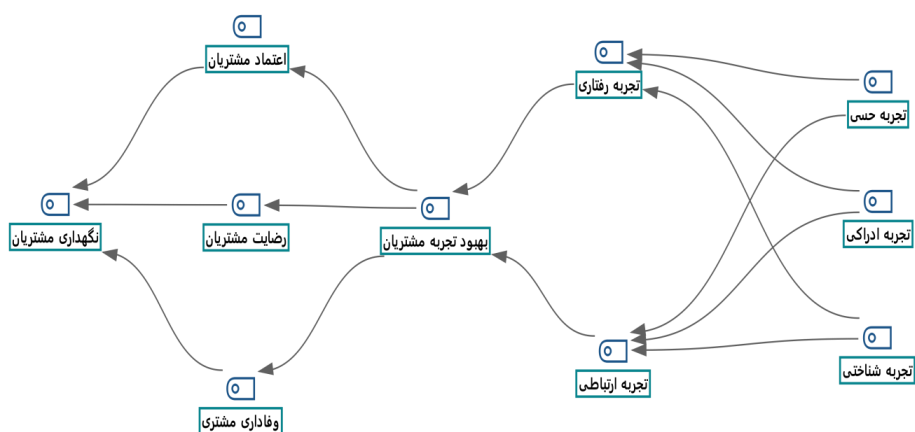 اعتماد مشتریان
تجربه رفتاری
تجربه حسی
تجربه ادراکی
بهبود تجربه مشتریان
رضایت مشتریان
نگهداری مشتریان
تجربه شناختی
تجربه ارتباطی
وفاداری مشتری